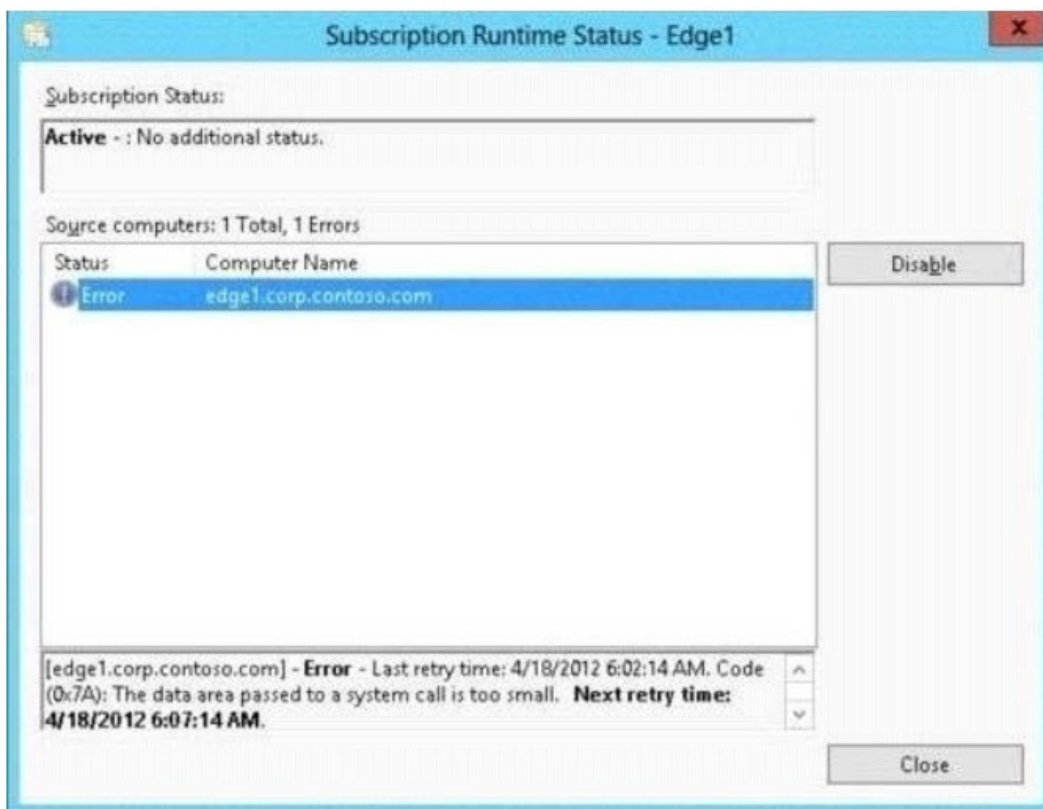 Subscription Runtime Status - Edge1
x
Subscription Status:
Active - : No additional status.
Source computers: 1 Total, 1 Errors
Status Computer Name
Disable
Error edge1.corp.contoso.com
[edge1.corp.contoso.com] - Error - Last retry time: 4/18/2012 6:02:14 AM. Code
(0x7A): The data area passed to a system call is too small. Next retry time:
4/18/2012 6:07:14 AM.
Close